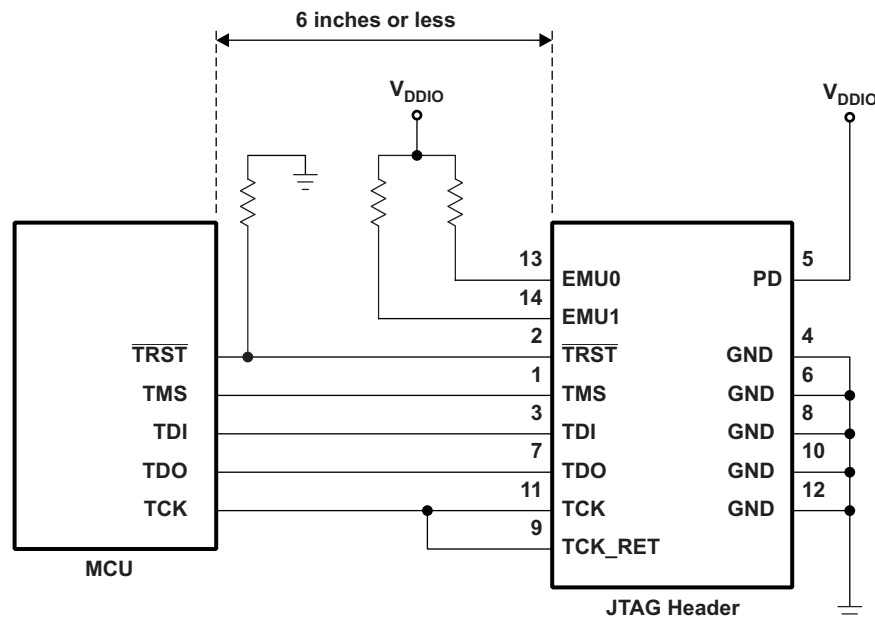 6 inches or less
VDDIO
VDDIO
13
EMU0
PD
5
14
EMU1
2
TRST
TRST
GND
4
TMS
1
TMS
GND
6
TDI
3
TDI
GND
8
TDO
7
TDO
GND
10
TCK
11
TCK
GND
12
9
TCK_RET
MCU
JTAG Header